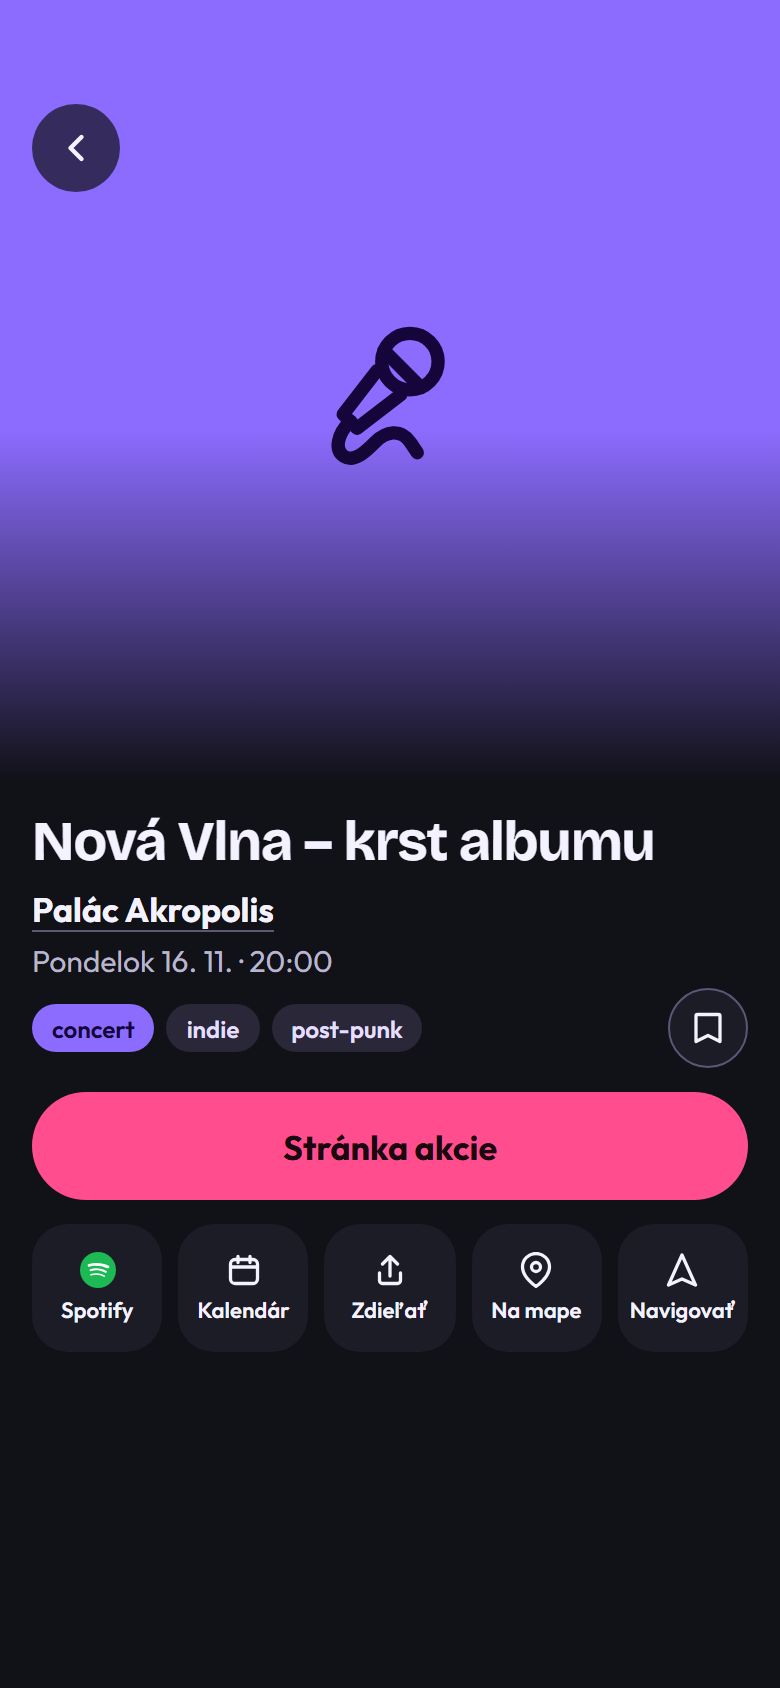 Nová Vlna – krst albumu
Palác Akropolis
Pondelok 16. 11. · 20:00
concert indie post-punk
Stránka akcie
Spotify Kalendár Zdieľať Na mape Navigovať